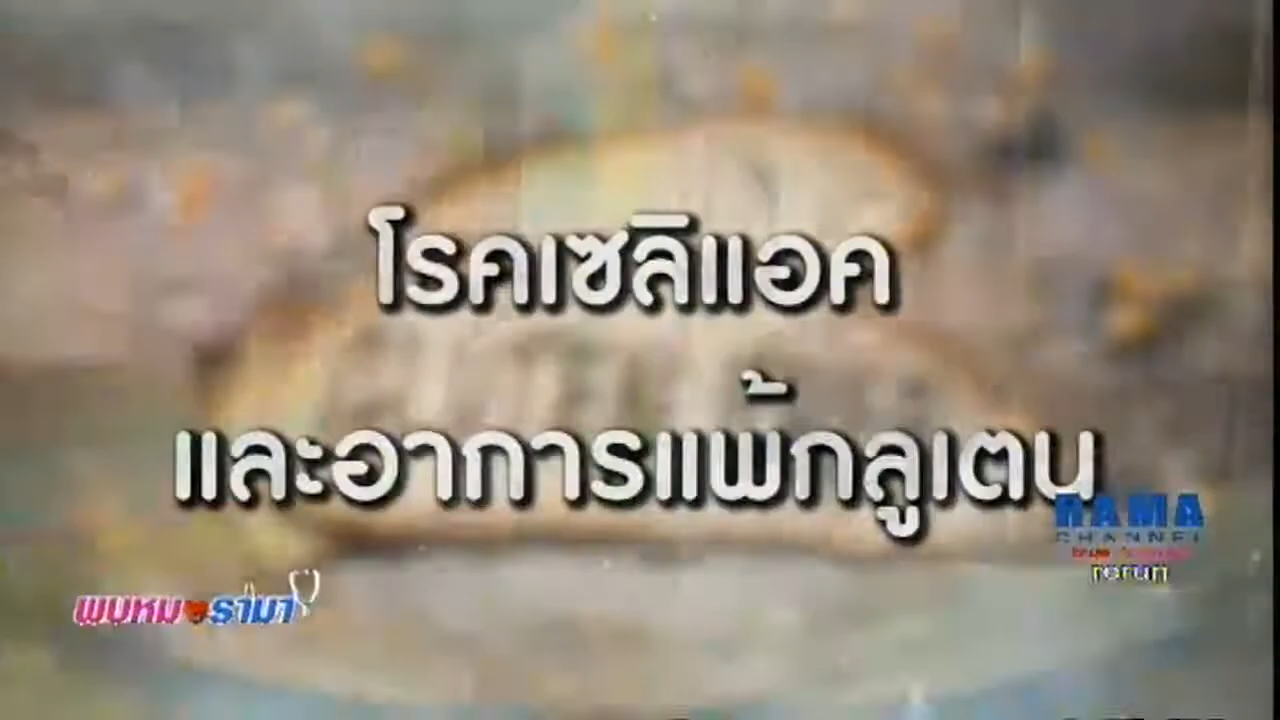 โรคเซลิแอค
และอาการแพ้กลูเตน
RAMA
CHANNEL
rerun
พบหมอรามา